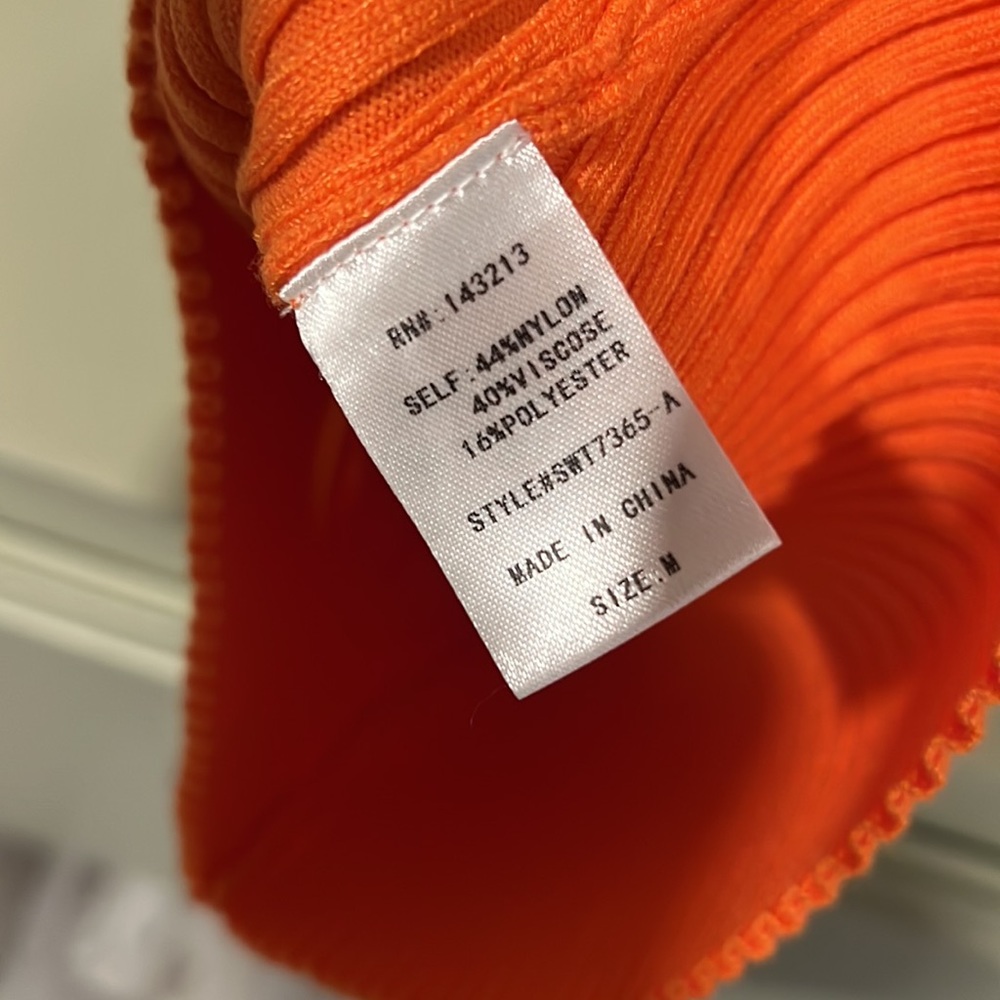 RN#:143213
SELF:44%NYLON
40%VISCOSE
16%POLYESTER
STYLE#SWT7365-A
MADE IN CHINA
SIZE:M